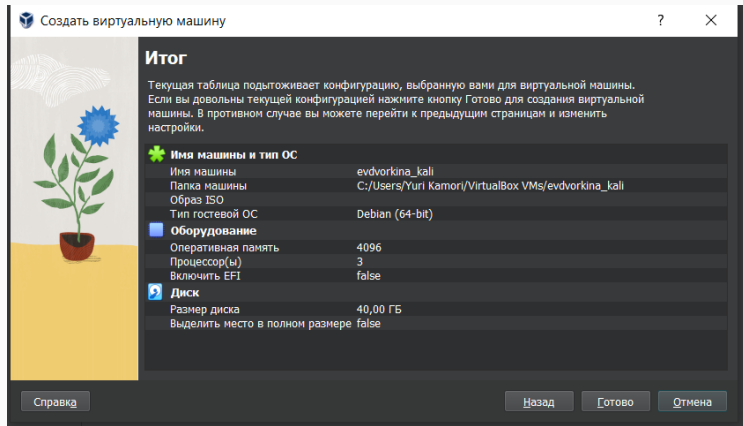 Создать виртуальную машину
?
Итог
Текущая таблица подытоживает конфигурацию, выбранную вами для виртуальной машины.
Если вы довольны текущей конфигурацией нажмите кнопку Готово для создания виртуальной
машины. В противном случае вы можете перейти к предыдущим страницам и изменить
настройки.
Имя машины и тип ОС
Имя машины evdvorkina_kali
Папка машины C:/Users/Yuri Kamori/VirtualBox VMs/evdvorkina_kali
Образ ISO
Тип гостевой ОС Debian (64-bit)
Оборудование
Оперативная память 4096
Процессор(ы) 3
Включить EFI false
Диск
Размер диска 40,00 ГБ
Выделить место в полном размере false
Справка Назад Готово Отмена